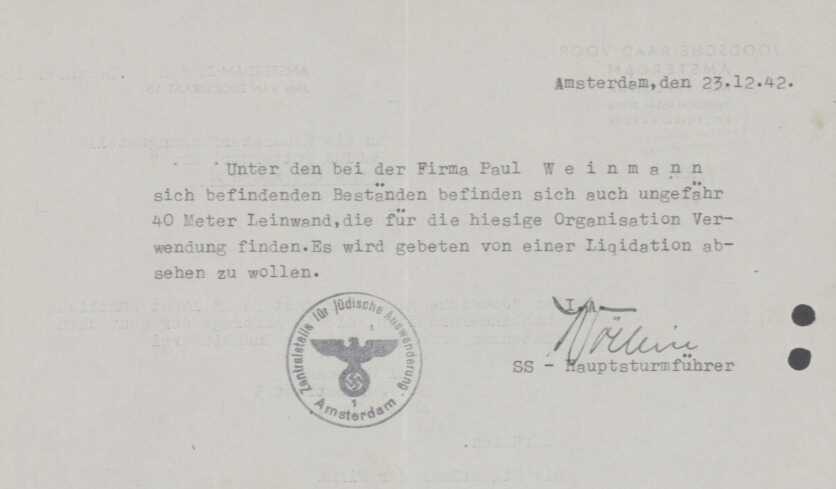 Amsterdam,den 23.12.42.
Unter den bei der Firma Paul W e i n m a n n
sich befindenden Beständen befinden sich auch ungefähr
40 Meter Leinwand,die für die hiesige Organisation Ver-
wendung finden.Es wird gebeten von einer Liqidation ab-
sehen zu wollen.
I.A.
SS - Hauptsturmführer
Zentralstelle für jüdische Auswanderung
1
Amsterdam